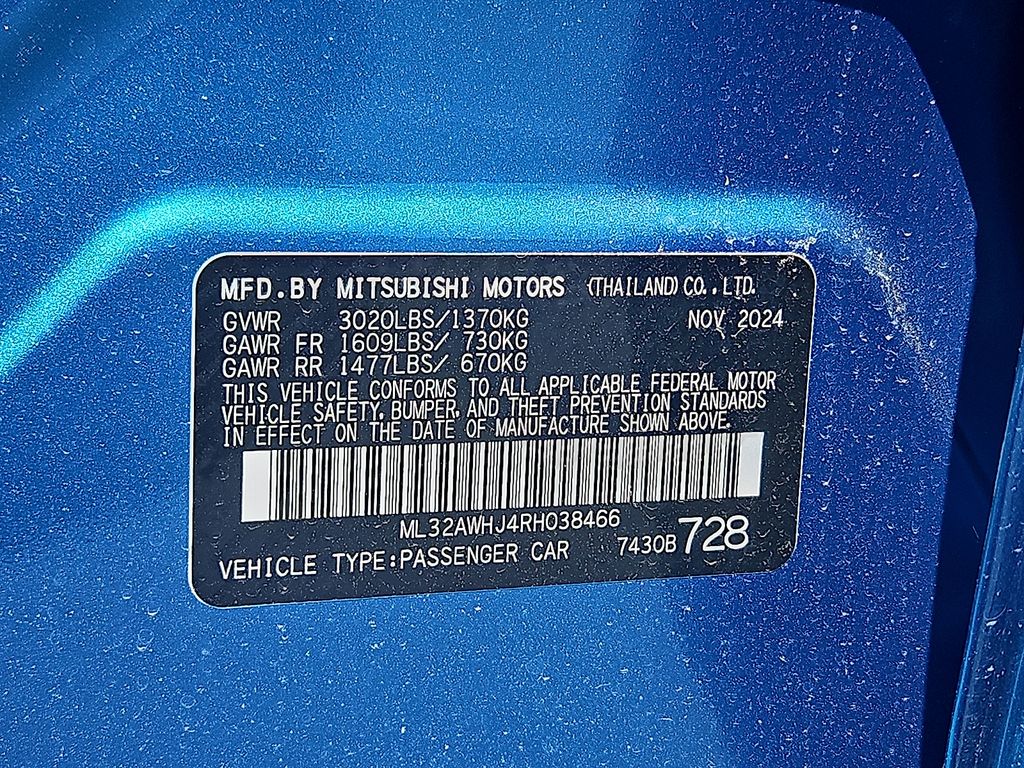 MFD.BY MITSUBISHI MOTORS (THAILAND) CO., LTD.
GVWR 3020LBS/1370KG NOV, 2024
GAWR FR 1609LBS/ 730KG
GAWR RR 1477LBS/ 670KG
THIS VEHICLE CONFORMS TO ALL APPLICABLE FEDERAL MOTOR
VEHICLE SAFETY, BUMPER, AND THEFT PREVENTION STANDARDS
IN EFFECT ON THE DATE OF MANUFACTURE SHOWN ABOVE.
ML32AWHJ4RH038466
VEHICLE TYPE:PASSENGER CAR 7430B 728